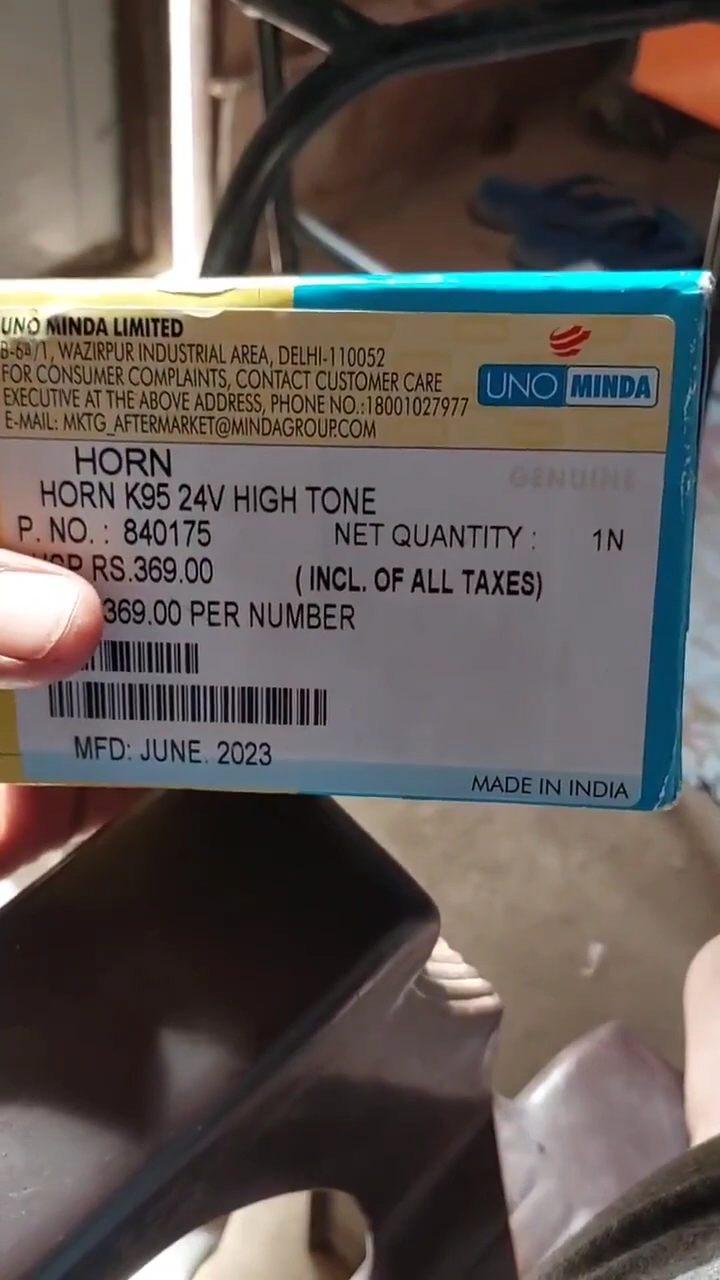 UNO MINDA LIMITED
WAZIRPUR INDUSTRIAL AREA, DELHI-110052
FOR CONSUMER COMPLAINTS, CONTACT CUSTOMER CARE
EXECUTIVE AT THE ABOVE ADDRESS, PHONE NO.:18001027977
E-MAIL: MKTG_AFTERMARKET@MINDAGROUP.COM
UNO MINDA
GENUINE
HORN
HORN K95 24V HIGH TONE
P. NO. : 840175 NET QUANTITY : 1N
RS.369.00 (INCL. OF ALL TAXES)
369.00 PER NUMBER
MFD: JUNE. 2023
MADE IN INDIA